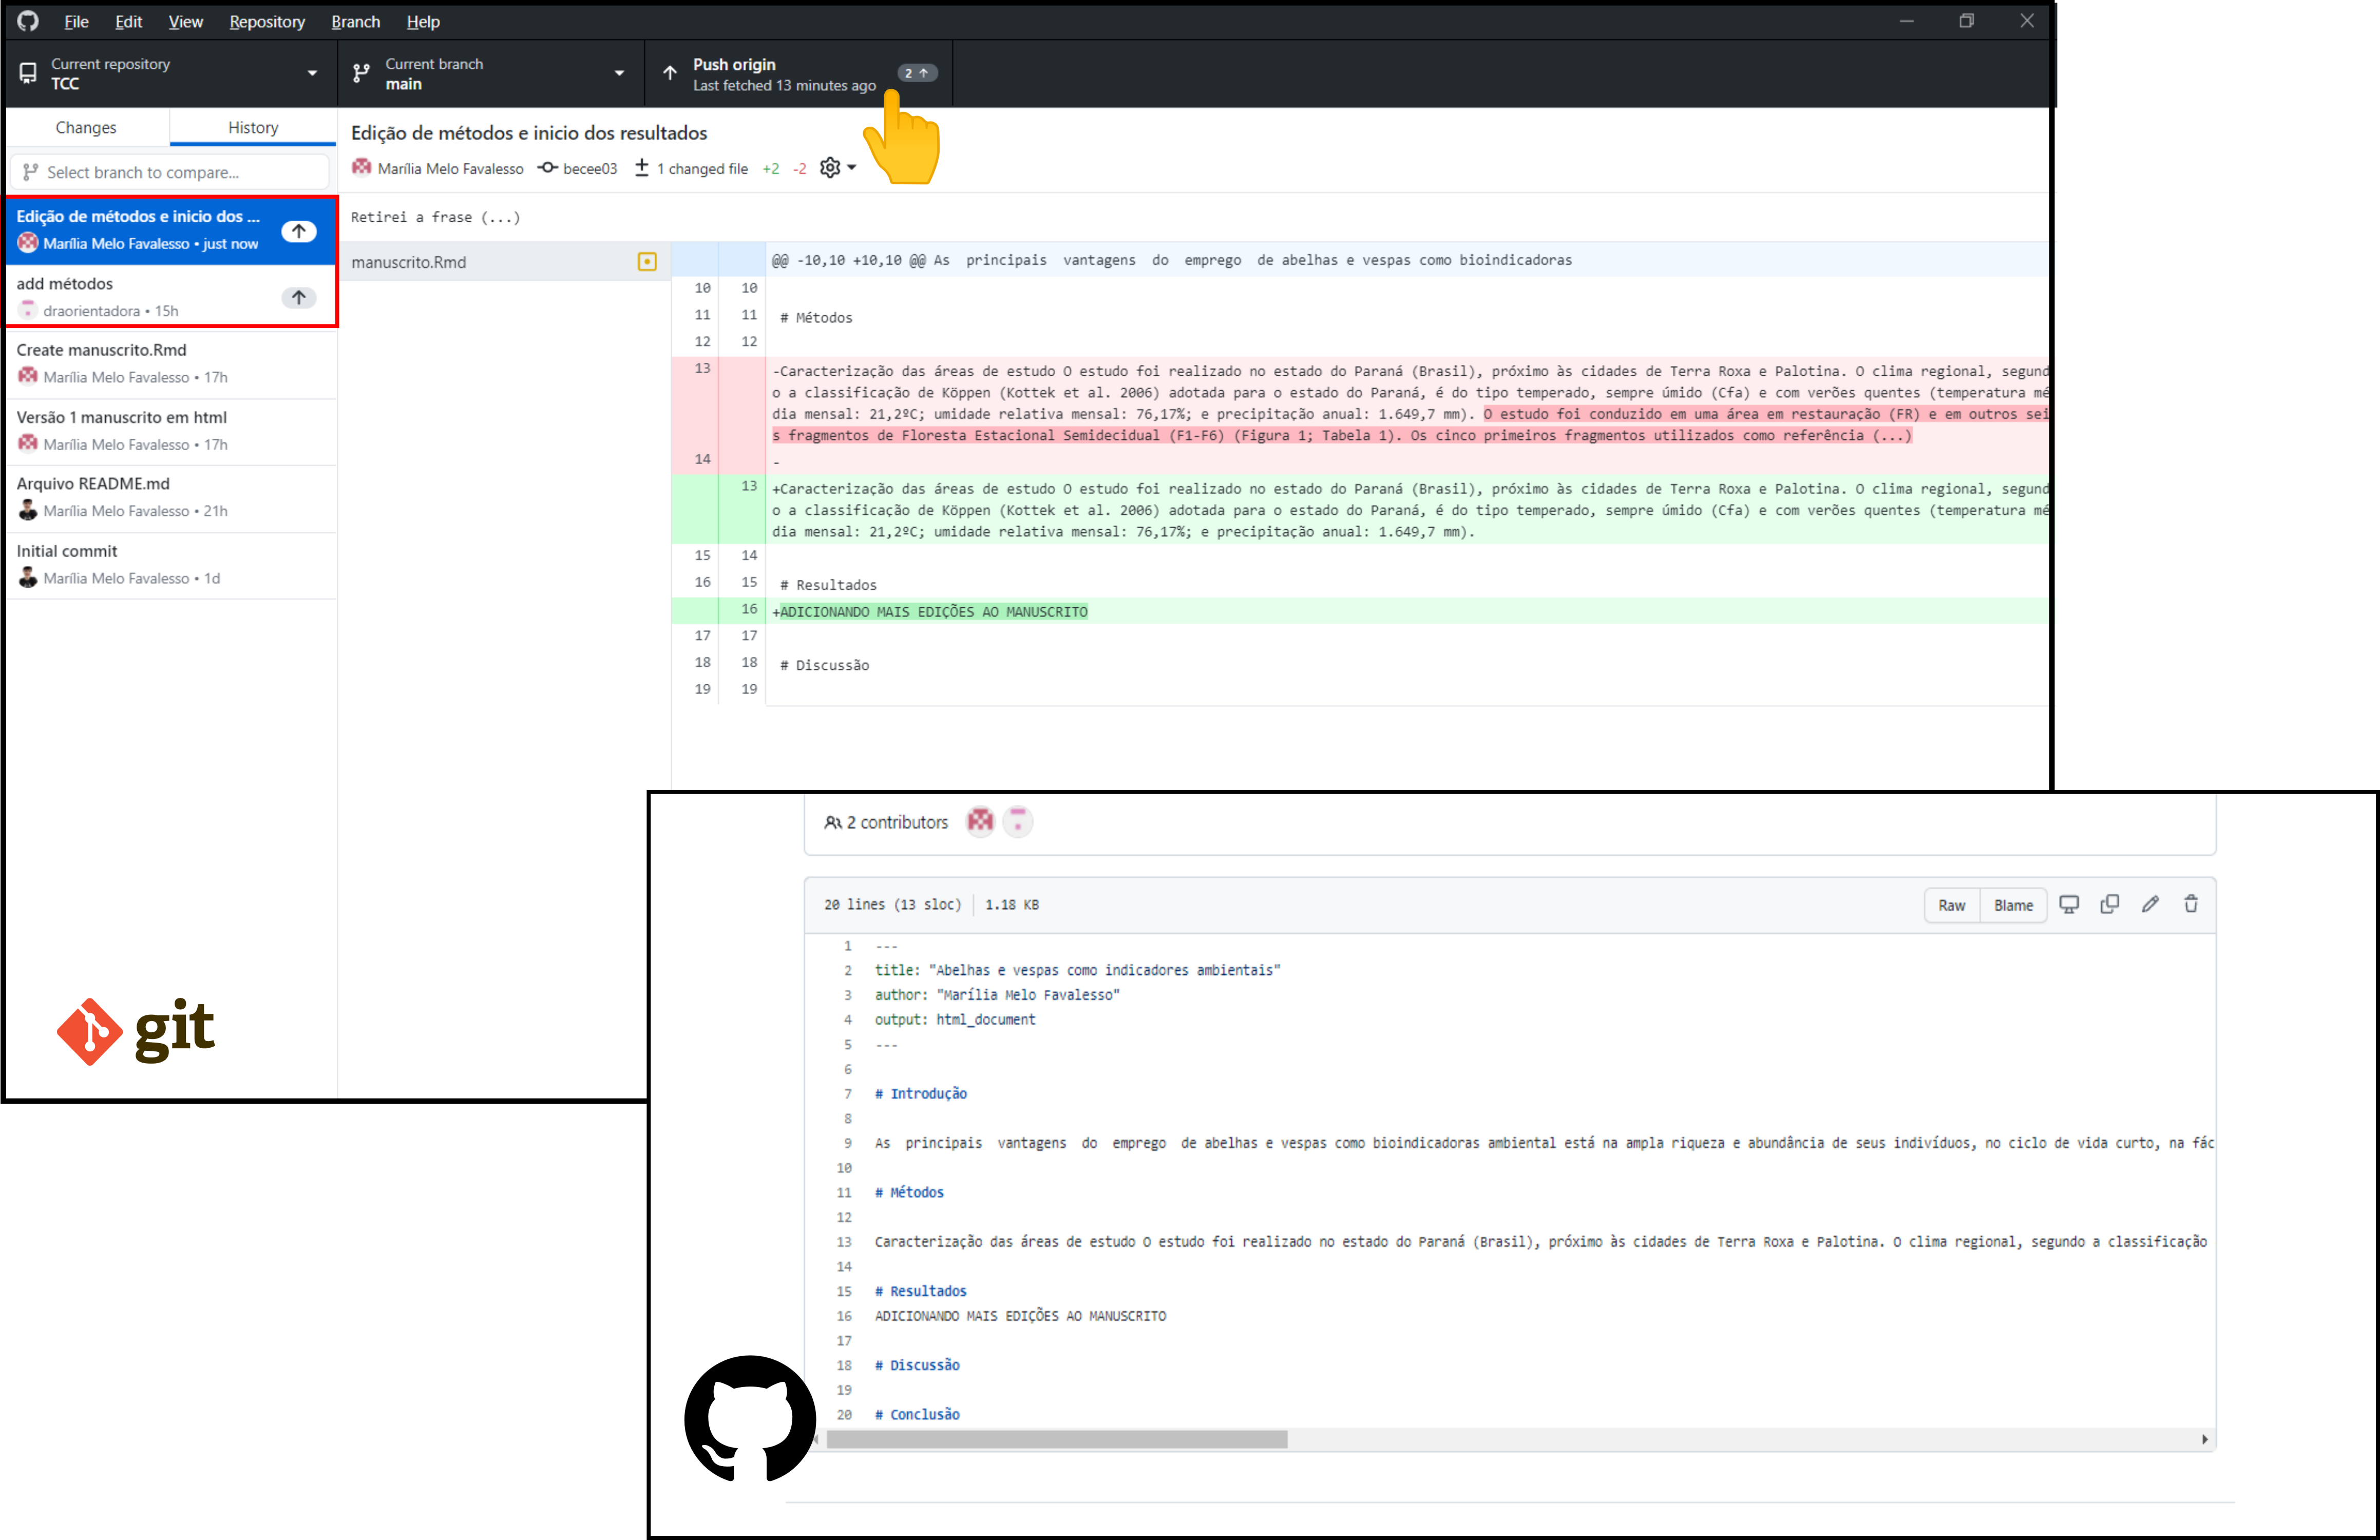 File Edit View Repository Branch Help
Current repository
TCC
Current branch
main
Push origin
Last fetched 13 minutes ago
2
Changes History
Select branch to compare...
Edição de métodos e inicio dos ...
Marília Melo Favalesso • just now
add métodos
draorientadora • 15h
Create manuscrito.Rmd
Marília Melo Favalesso • 17h
Versão 1 manuscrito em html
Marília Melo Favalesso • 17h
Arquivo README.md
Marília Melo Favalesso • 21h
Initial commit
Marília Melo Favalesso • 1d
git
Edição de métodos e inicio dos resultados
Marília Melo Favalesso becee03 1 changed file +2 -2
Retirei a frase (...)
manuscrito.Rmd
@@ -10,10 +10,10 @@ As principais vantagens do emprego de abelhas e vespas como bioindicadoras
10 10
11 11 # Métodos
12 12
13 -Caracterização das áreas de estudo O estudo foi realizado no estado do Paraná (Brasil), próximo às cidades de Terra Roxa e Palotina. O clima regional, segund
o a classificação de Köppen (Kottek et al. 2006) adotada para o estado do Paraná, é do tipo temperado, sempre úmido (Cfa) e com verões quentes (temperatura mé
dia mensal: 21,2ºC; umidade relativa mensal: 76,17%; e precipitação anual: 1.649,7 mm). O estudo foi conduzido em uma área em restauração (FR) e em outros sei
s fragmentos de Floresta Estacional Semidecidual (F1-F6) (Figura 1; Tabela 1). Os cinco primeiros fragmentos utilizados como referência (...)
14 -
13 +Caracterização das áreas de estudo O estudo foi realizado no estado do Paraná (Brasil), próximo às cidades de Terra Roxa e Palotina. O clima regional, segund
o a classificação de Köppen (Kottek et al. 2006) adotada para o estado do Paraná, é do tipo temperado, sempre úmido (Cfa) e com verões quentes (temperatura mé
dia mensal: 21,2ºC; umidade relativa mensal: 76,17%; e precipitação anual: 1.649,7 mm).
15 14
16 15 # Resultados
16 +ADICIONANDO MAIS EDIÇÕES AO MANUSCRITO
17 17
18 18 # Discussão
19 19
2 contributors
20 lines (13 sloc) 1.18 KB
Raw Blame
1 ---
2 title: "Abelhas e vespas como indicadores ambientais"
3 author: "Marília Melo Favalesso"
4 output: html_document
5 ---
6
7 # Introdução
8
9 As principais vantagens do emprego de abelhas e vespas como bioindicadoras ambiental está na ampla riqueza e abundância de seus indivíduos, no ciclo de vida curto, na fác
10
11 # Métodos
12
13 Caracterização das áreas de estudo O estudo foi realizado no estado do Paraná (Brasil), próximo às cidades de Terra Roxa e Palotina. O clima regional, segundo a classificação
14
15 # Resultados
16 ADICIONANDO MAIS EDIÇÕES AO MANUSCRITO
17
18 # Discussão
19
20 # Conclusão